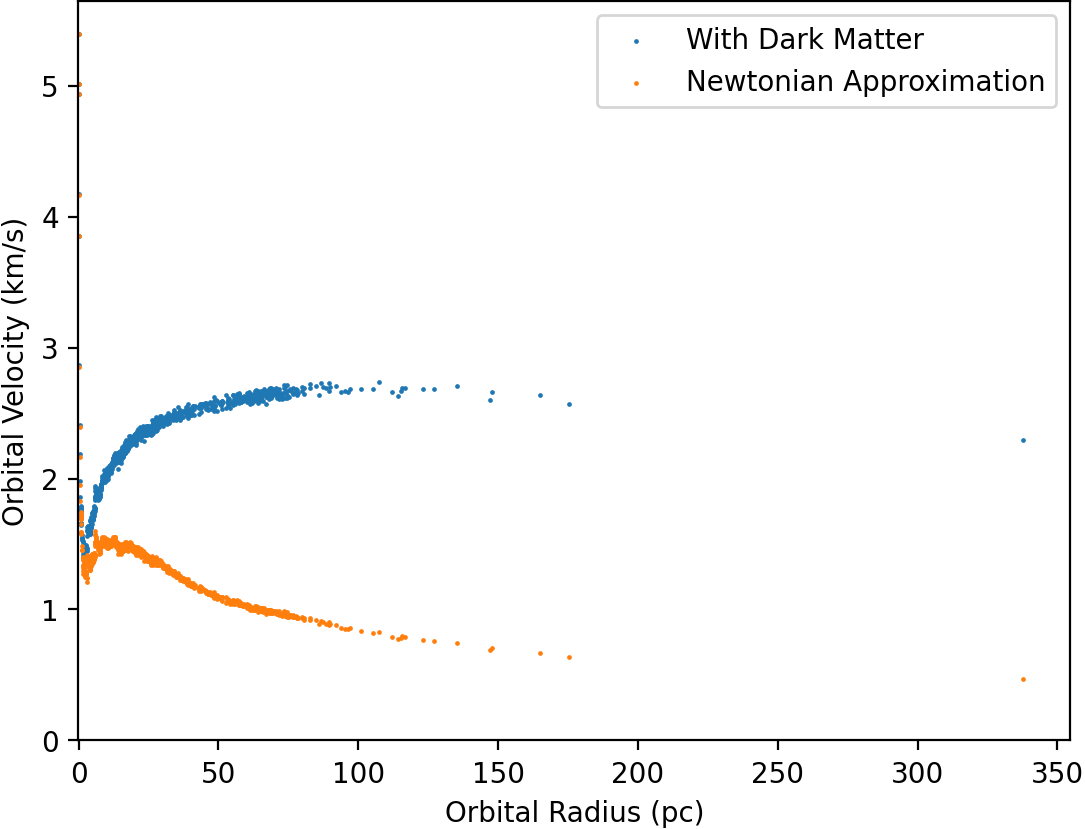 With Dark Matter
Newtonian Approximation
5
4
3
2
1
0
Orbital Velocity (km/s)
0 50 100 150 200 250 300 350
Orbital Radius (pc)